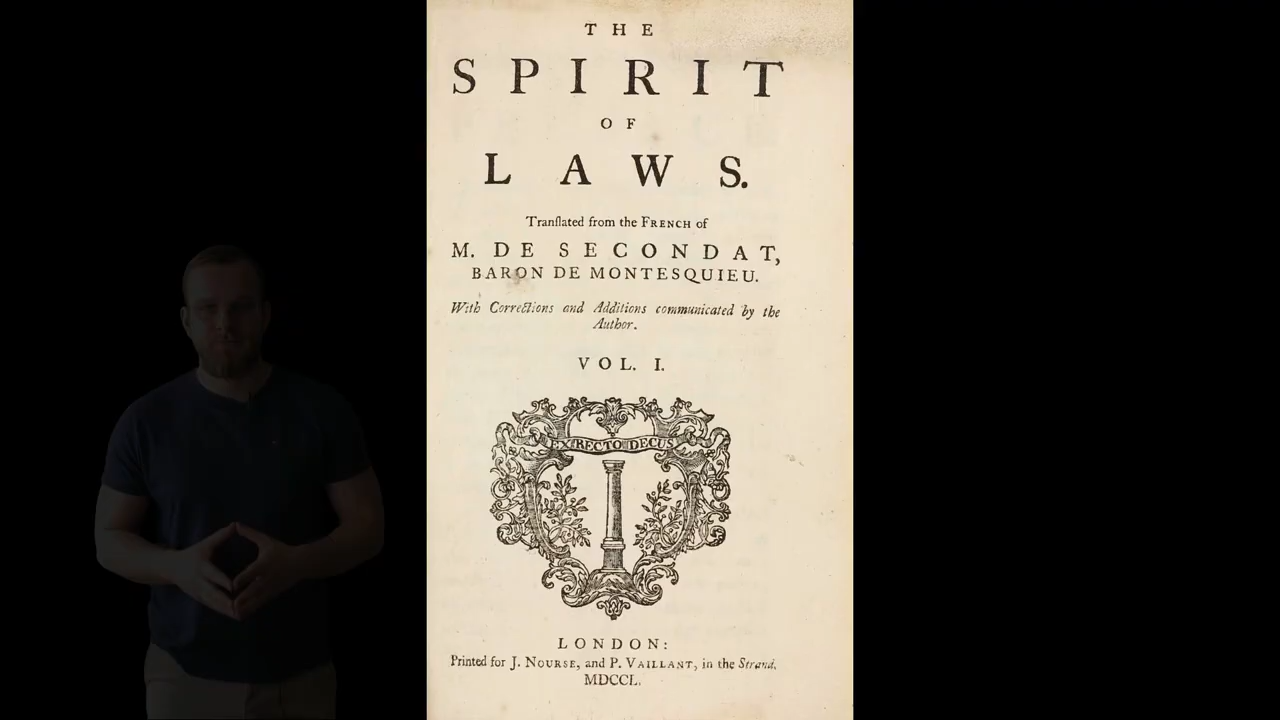 THE
SPIRIT
OF
LAWS.
Tranſlated from the FRENCH of
M. DE SECONDAT,
BARON DE MONTESQUIEU.
With Corrections and Additions communicated by the
Author.
VOL. I.
EX RECTO DECUS
LONDON:
Printed for J. NOURSE, and P. VAILLANT, in the Strand.
MDCCL.